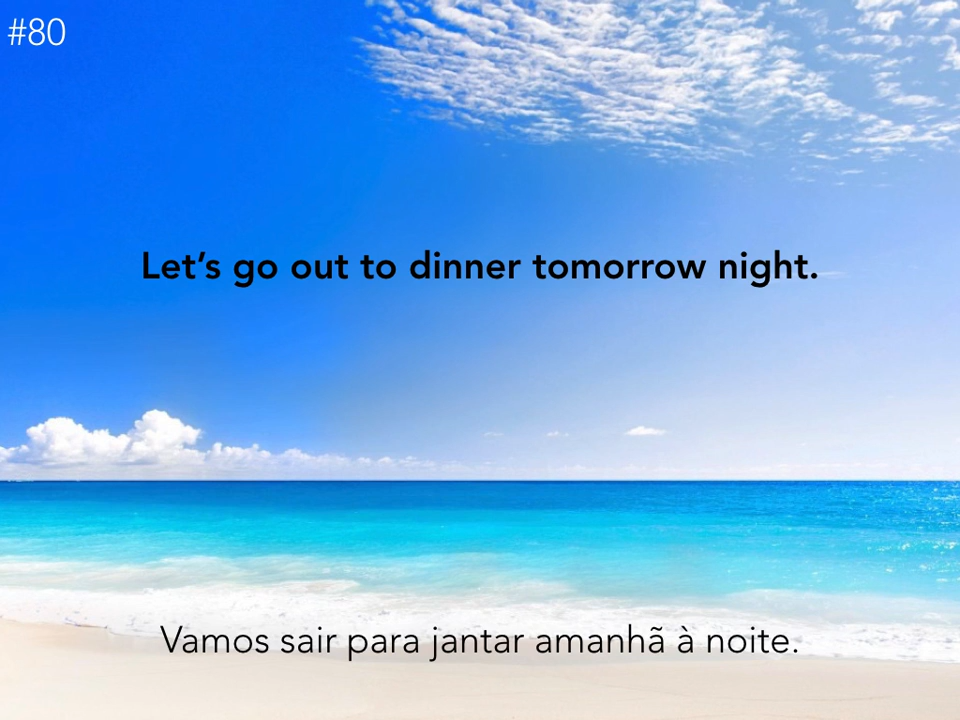 #80
Let’s go out to dinner tomorrow night.
Vamos sair para jantar amanhã à noite.